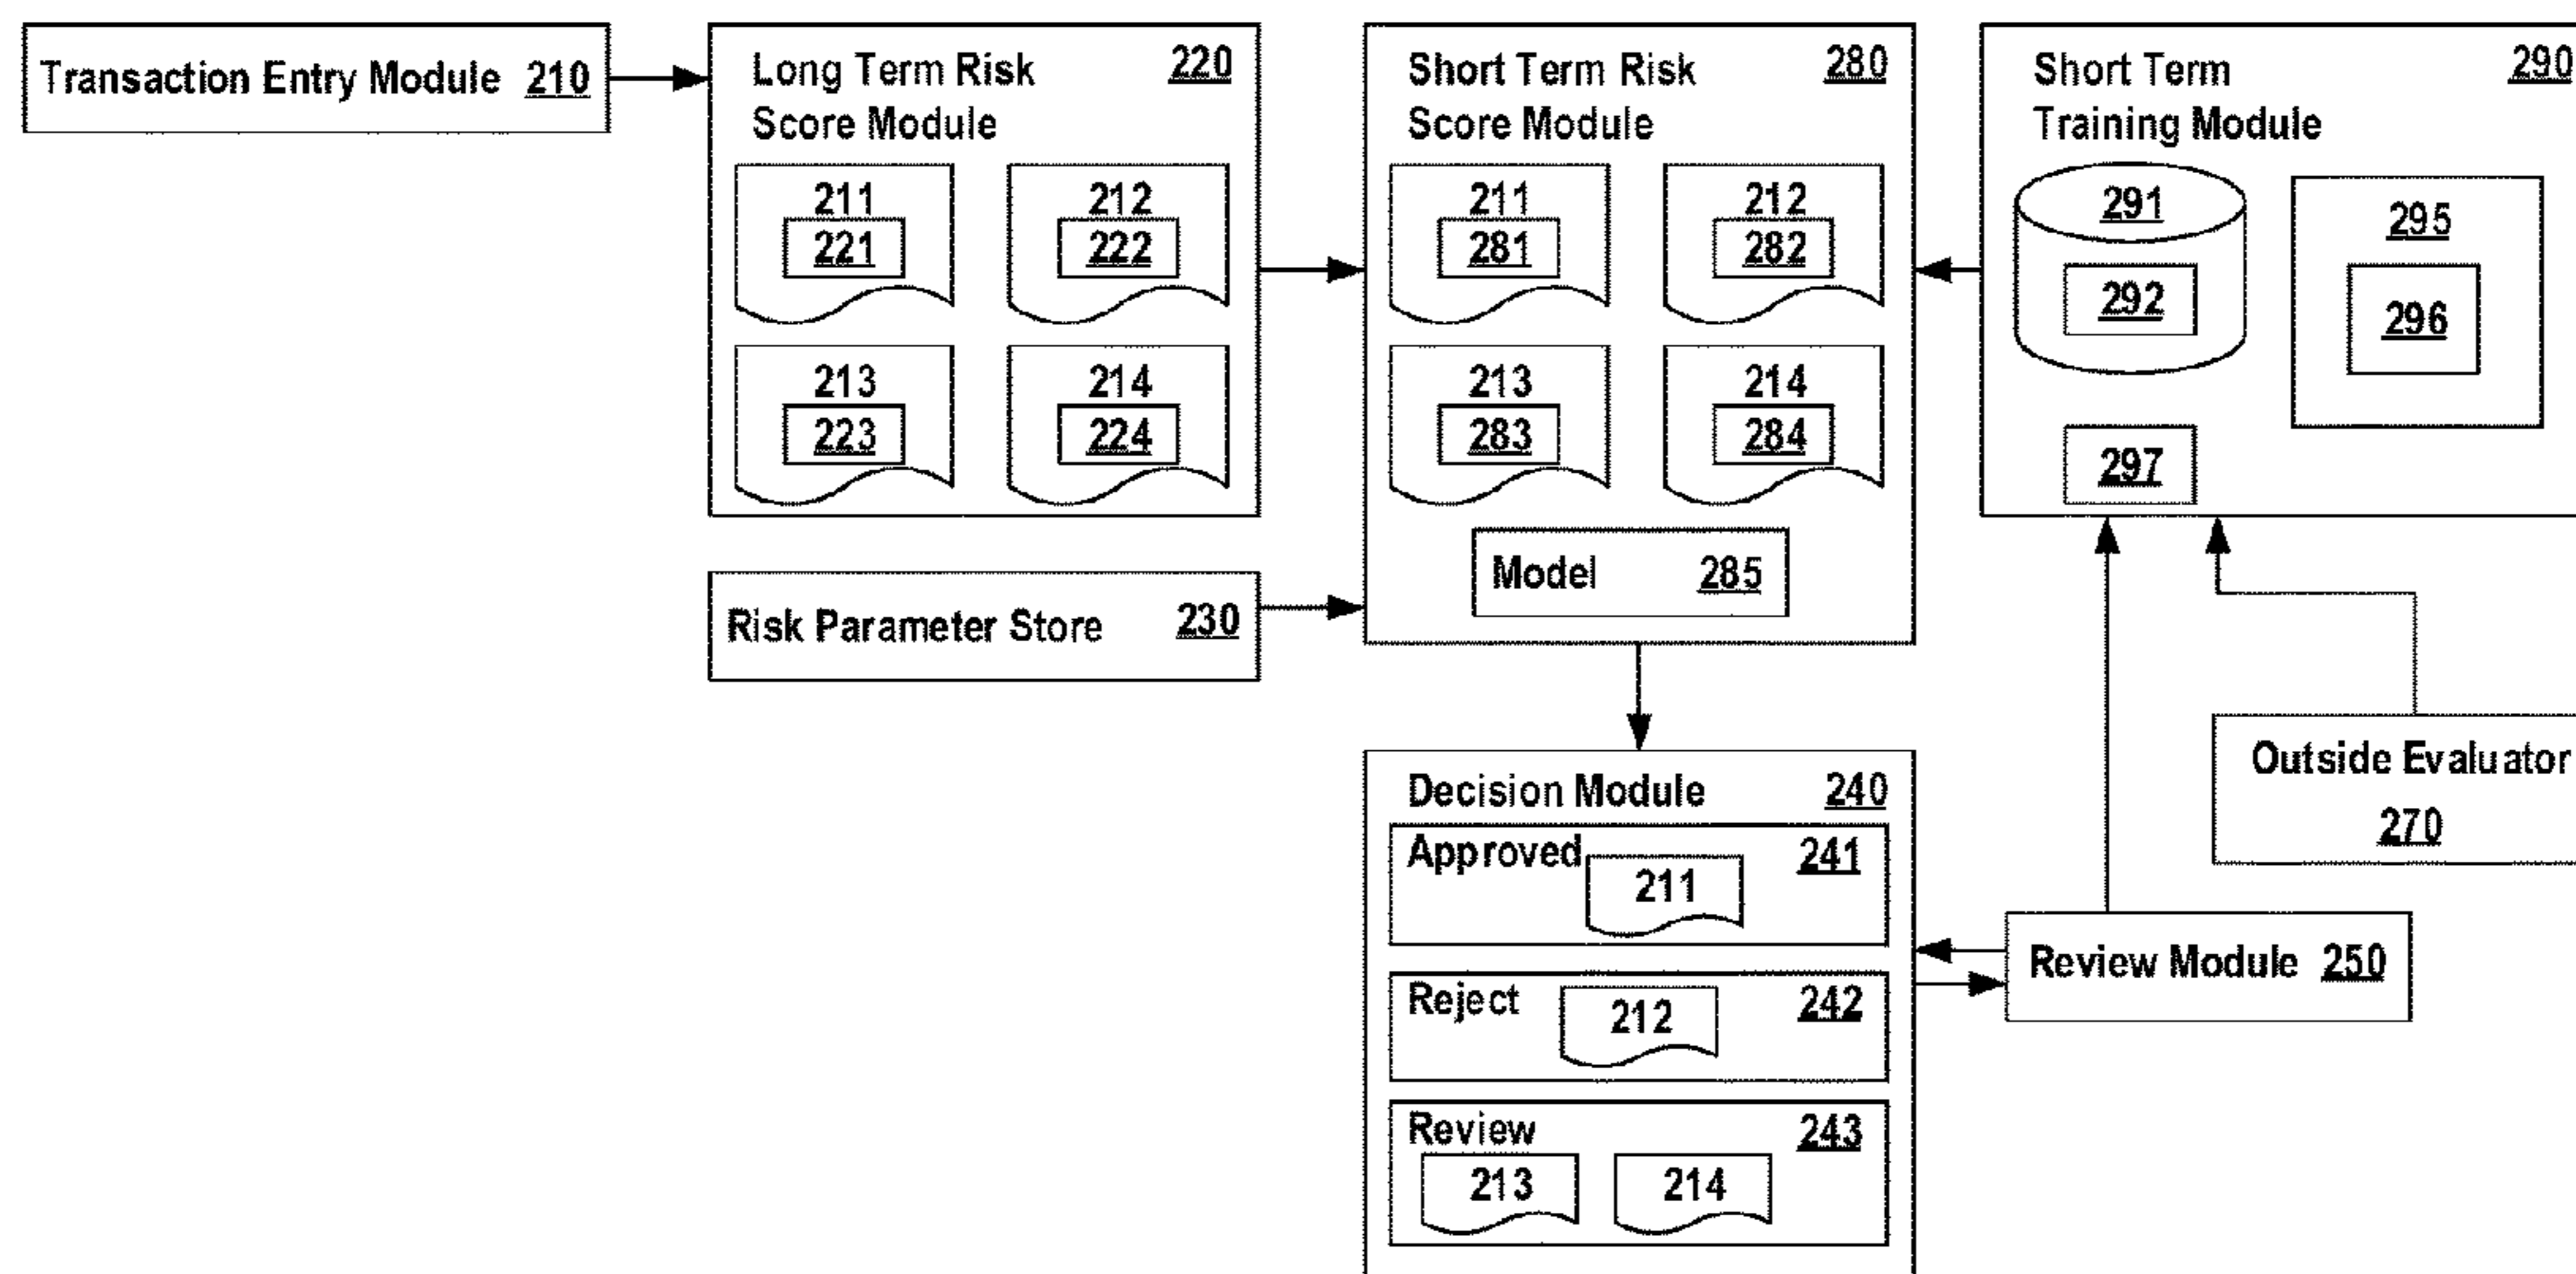 Transaction Entry Module 210
Long Term Risk 220
Score Module
211
221
212
222
213
223
214
224
Risk Parameter Store 230
Short Term Risk 280
Score Module
211
281
212
282
213
283
214
284
Model 285
Short Term 290
Training Module
291
292
295
296
297
Outside Evaluator
270
Decision Module 240
Approved 241
211
Reject 242
212
Review 243
213
214
Review Module 250